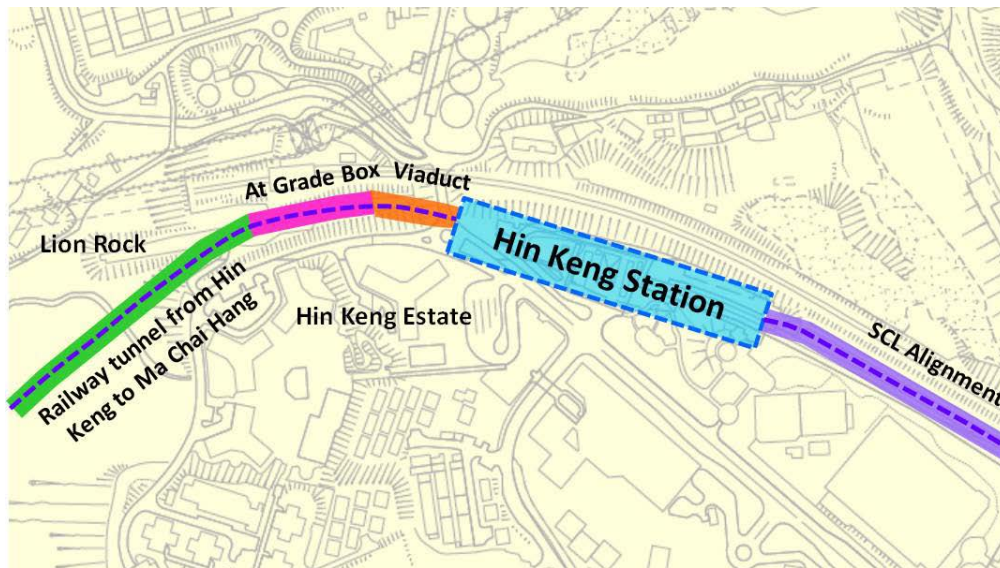 At Grade Box
Viaduct
Lion Rock
Hin Keng Station
Railway tunnel from Hin
Keng to Ma Chai Hang
Hin Keng Estate
SCL Alignment